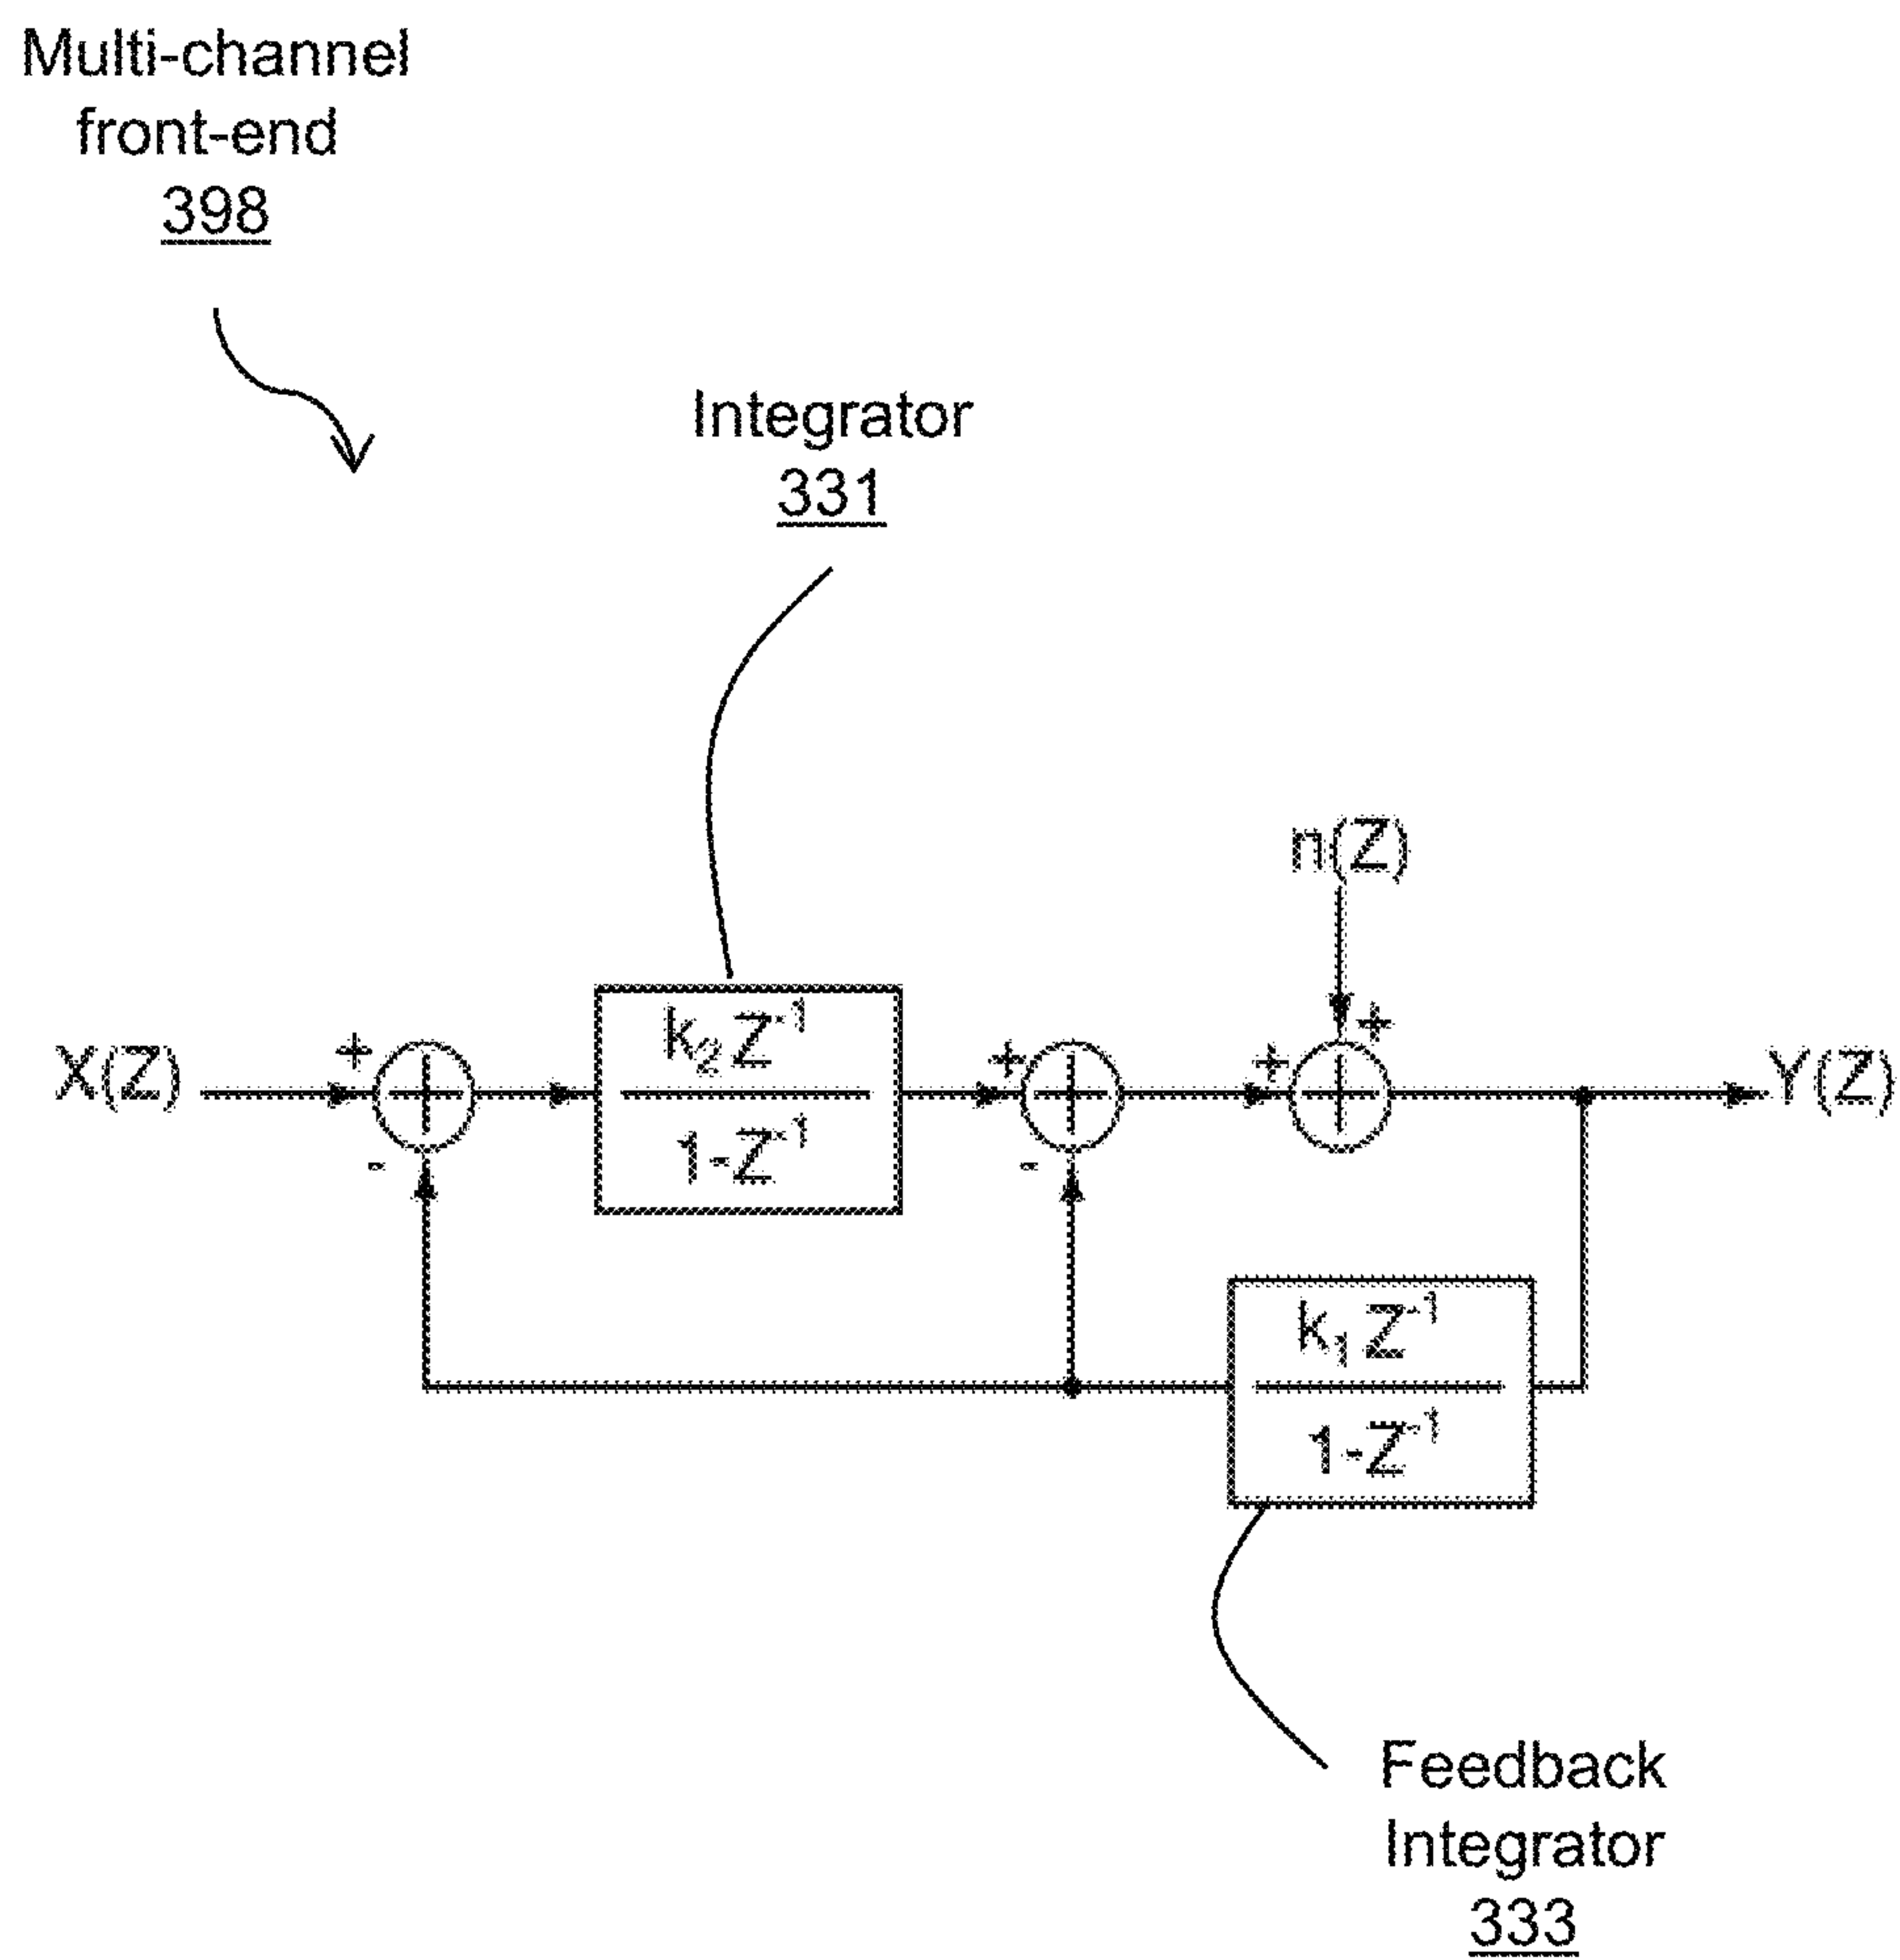 Multi-channel
front-end
398
Integrator
331
n(Z)
X(Z)
+
-
k₂Z⁻¹
1-Z⁻¹
+
-
+
+
Y(Z)
k₁Z⁻¹
1-Z⁻¹
Feedback
Integrator
333